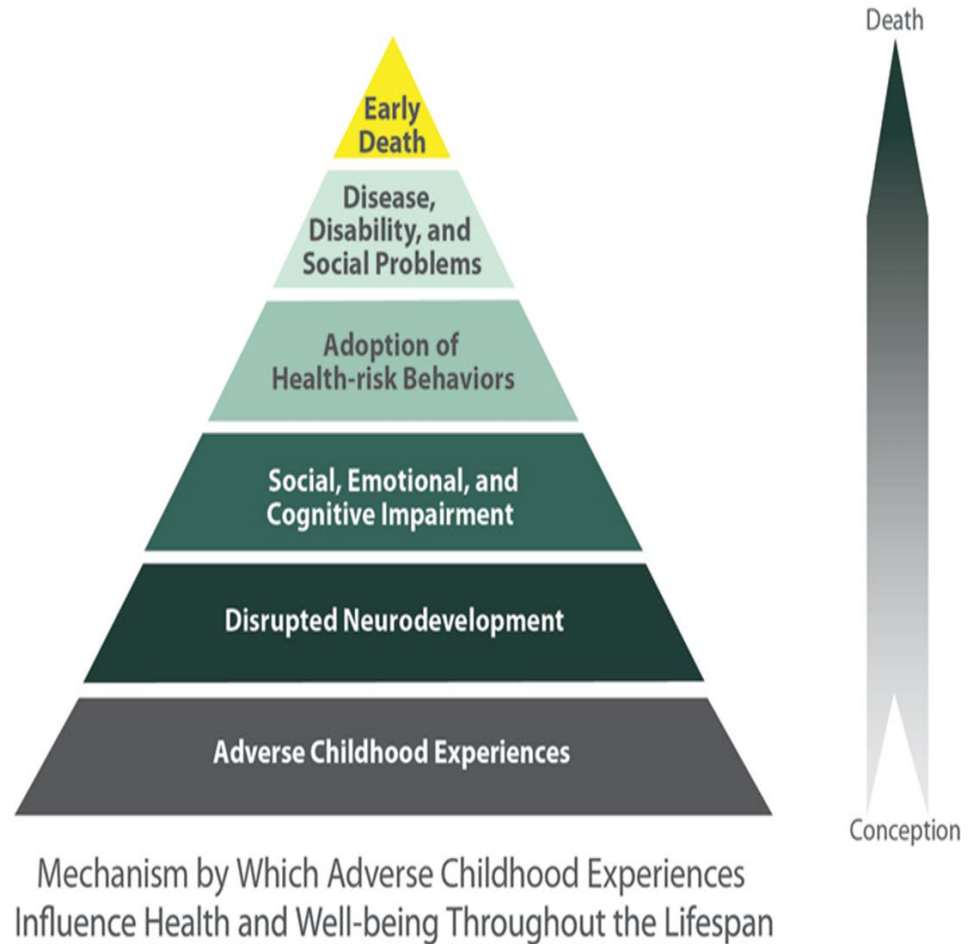 Death
Early
Death
Disease,
Disability, and
Social Problems
Adoption of
Health-risk Behaviors
Social, Emotional, and
Cognitive Impairment
Disrupted Neurodevelopment
Adverse Childhood Experiences
Conception
Mechanism by Which Adverse Childhood Experiences
Influence Health and Well-being Throughout the Lifespan